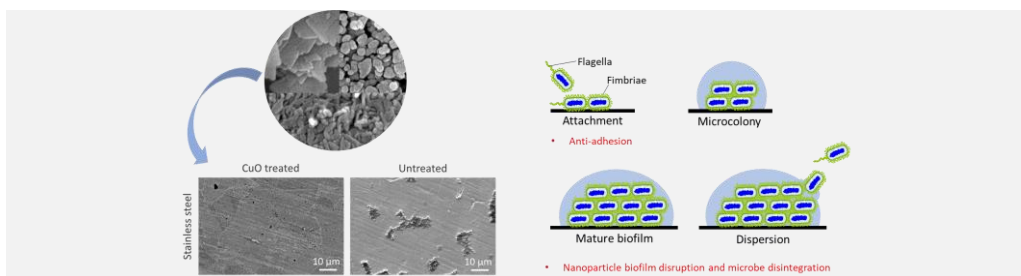 CuO treated
Untreated
Stainless steel
10 µm
10 µm
Flagella
Fimbriae
Attachment
Microcolony
• Anti-adhesion
Mature biofilm
Dispersion
• Nanoparticle biofilm disruption and microbe disintegration